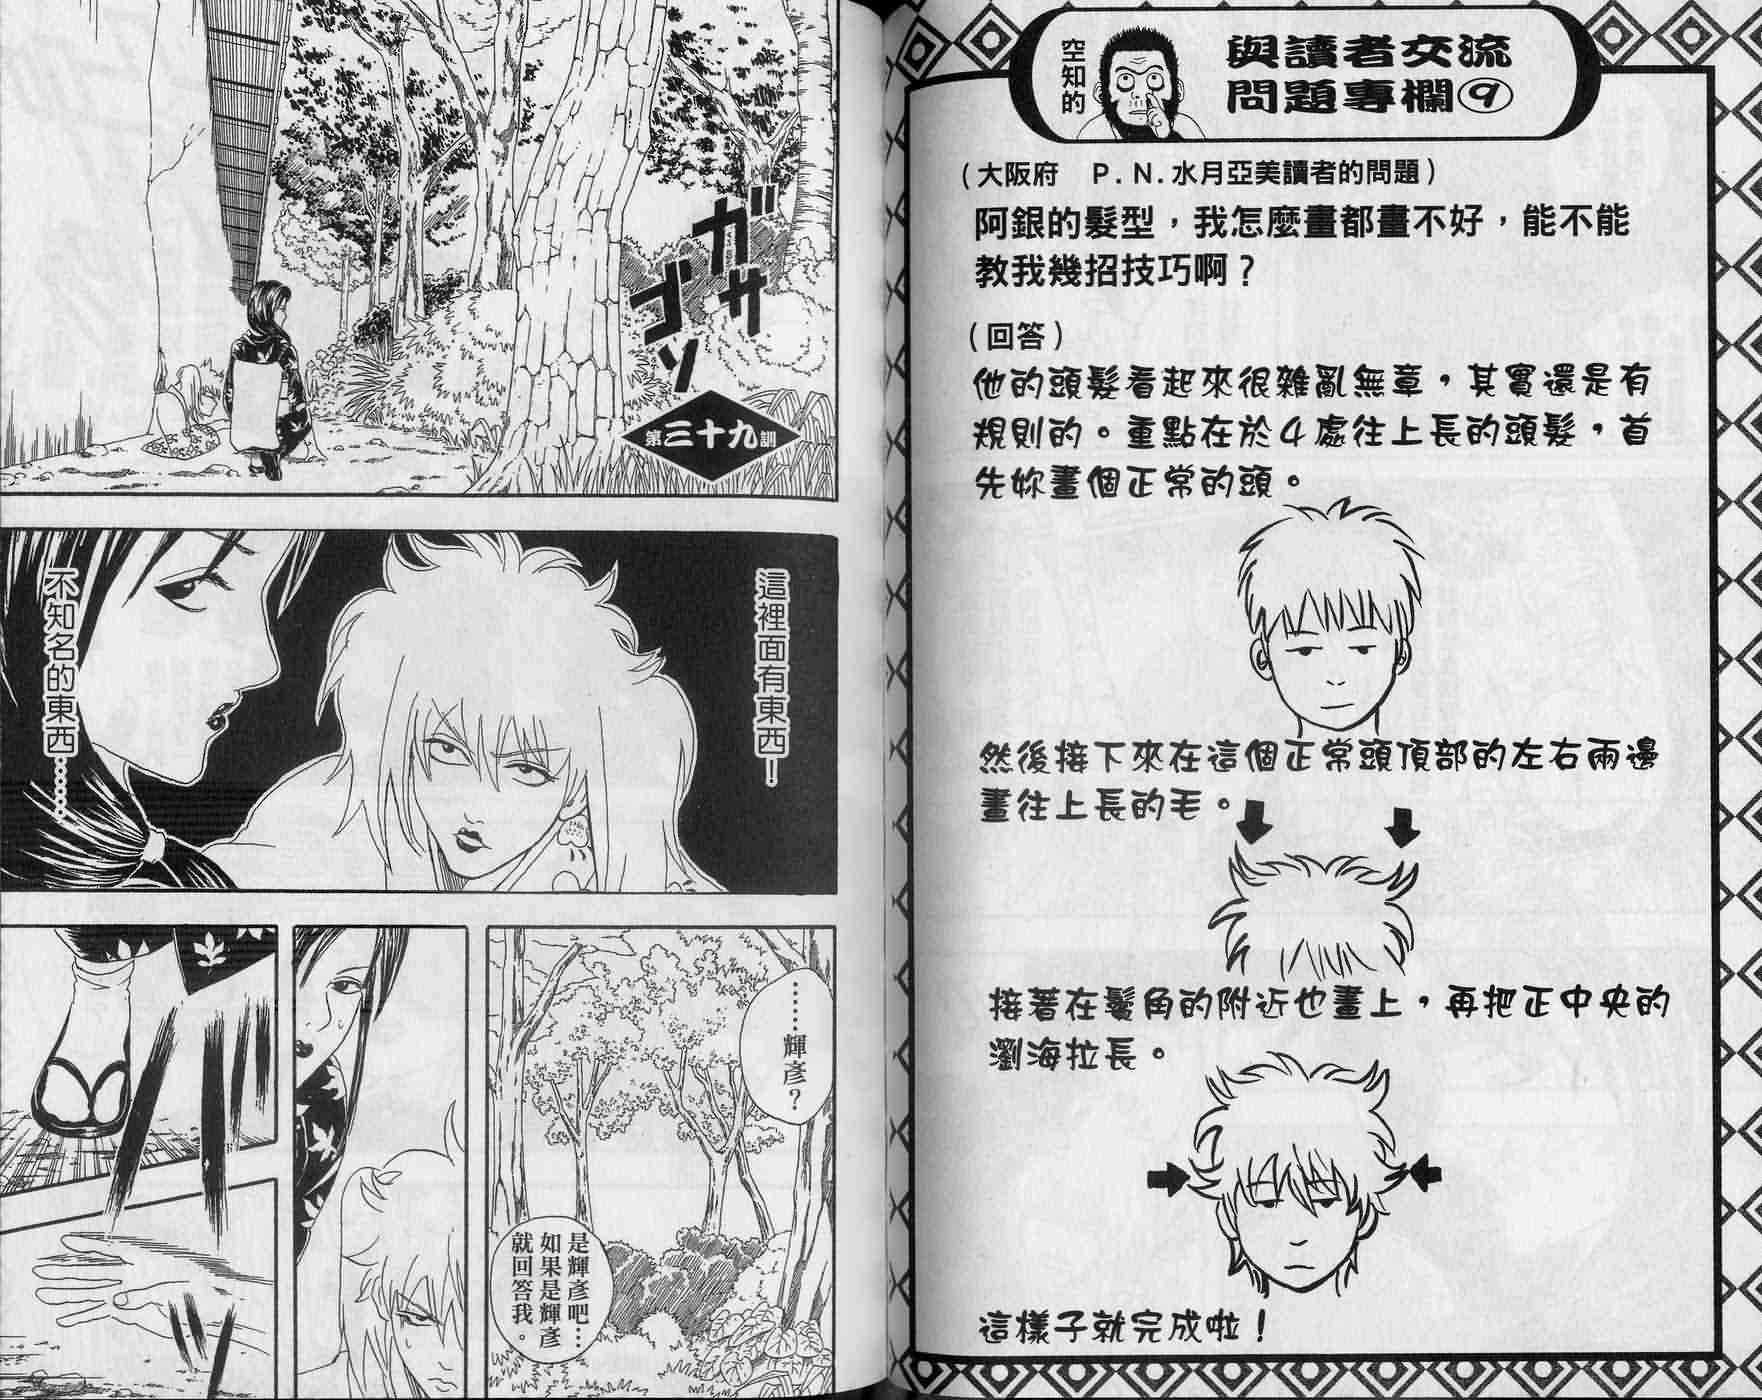 空知的
與讀者交流
問題專欄⑨
(大阪府 P.N.水月亞美讀者的問題)
阿銀的髮型，我怎麼畫都畫不好，能不能
教我幾招技巧啊？
(回答)
他的頭髮看起來很雜亂無章，其實還是有
規則的。重點在於4處往上長的頭髮，首
先妳畫個正常的頭。
然後接下來在這個正常頭頂部的左右兩邊
畫往上長的毛。
接著在鬢角的附近也畫上，再把正中央的
瀏海拉長。
這樣子就完成啦！
ガサ
ゴソ
第三十九訓
這裡面有東西！
不知名的東西……
……輝彥？
是輝彥吧…
如果是輝彥
就回答我。